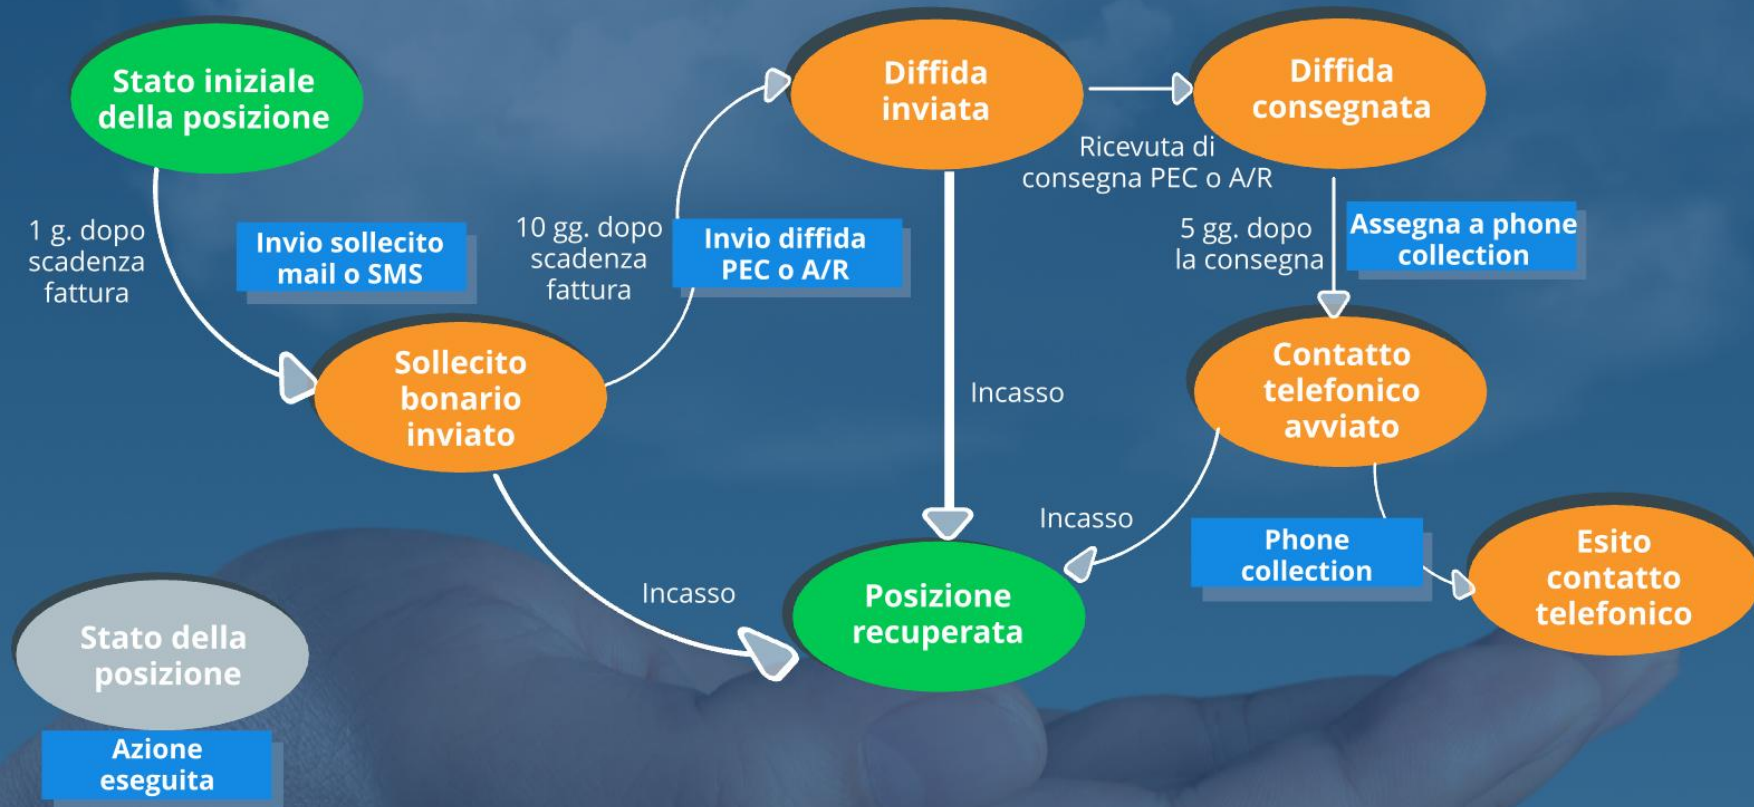 Stato iniziale
della posizione
1 g. dopo
scadenza
fattura
Invio sollecito
mail o SMS
Sollecito
bonario
inviato
10 gg. dopo
scadenza
fattura
Invio diffida
PEC o A/R
Diffida
inviata
Ricevuta di
consegna PEC o A/R
Diffida
consegnata
5 gg. dopo
la consegna
Assegna a phone
collection
Contatto
telefonico
avviato
Incasso
Incasso
Incasso
Phone
collection
Esito
contatto
telefonico
Posizione
recuperata
Stato della
posizione
Azione
eseguita